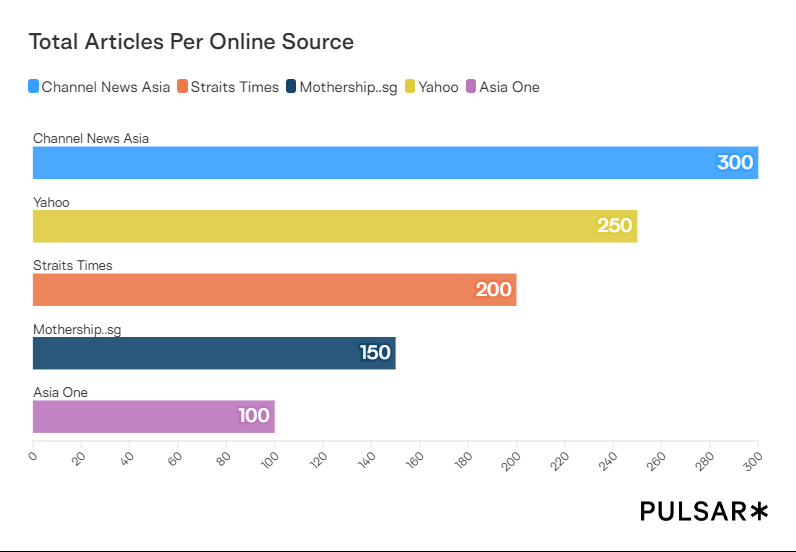 Total Articles Per Online Source
Channel News Asia Straits Times Mothership..sg Yahoo Asia One
Channel News Asia
300
Yahoo
250
Straits Times
200
Mothership..sg
150
Asia One
100
0 20 40 60 80 100 120 140 160 180 200 220 240 260 280 300
PULSAR*